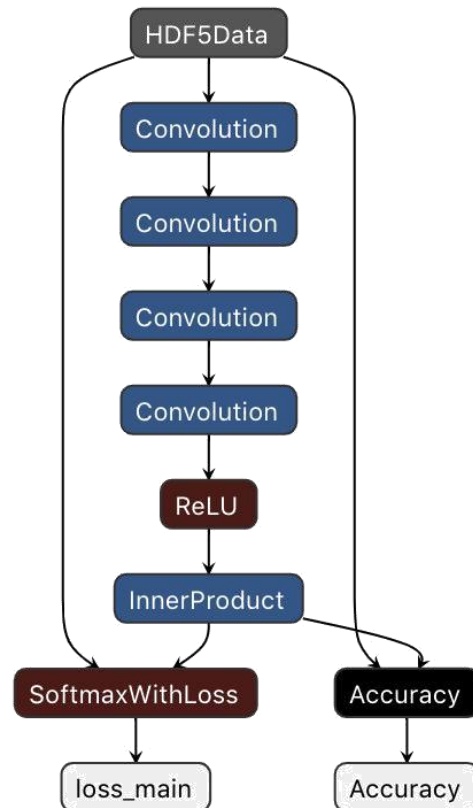 HDF5Data
Convolution
Convolution
Convolution
Convolution
ReLU
InnerProduct
SoftmaxWithLoss
Accuracy
loss_main
Accuracy